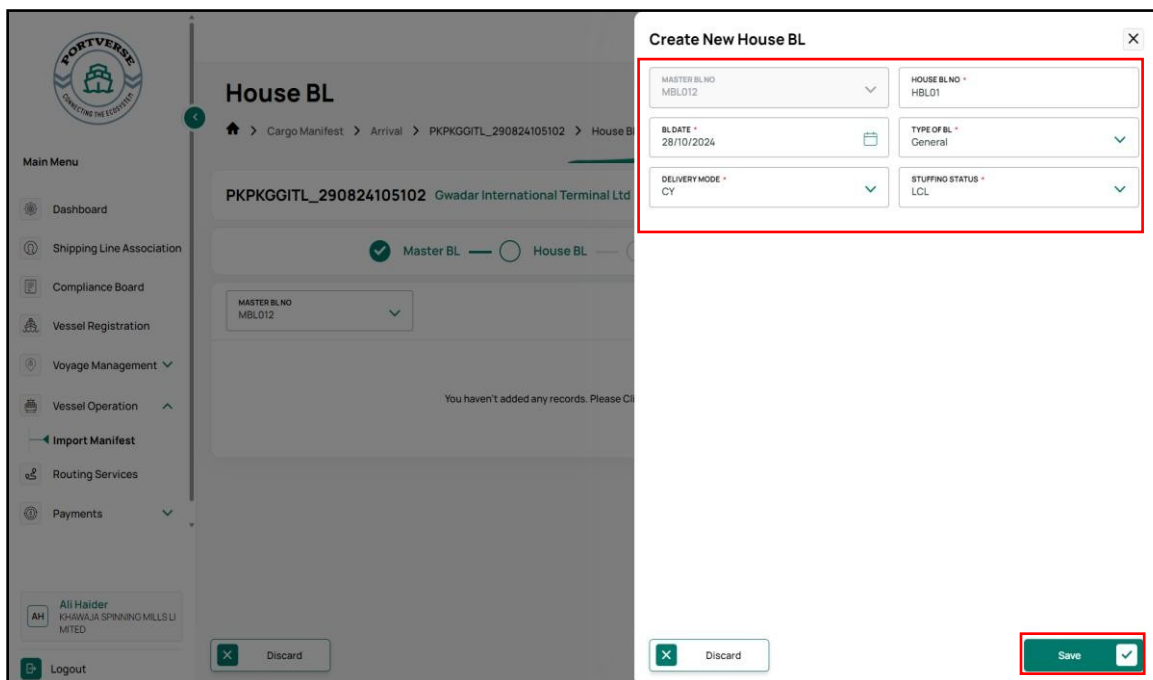 PORTVERSE
CONNECTING THE ECOSYSTEM
Main Menu
Dashboard
Shipping Line Association
Compliance Board
Vessel Registration
Voyage Management
Vessel Operation
Import Manifest
Routing Services
Payments
AH
Ali Haider
KHAWAJA SPINNING MILLS LI
MITED
Logout
House BL
> Cargo Manifest > Arrival > PKPKGGITL_290824105102 > House B
PKPKGGITL_290824105102 Gwadar International Terminal Ltd
Master BL House BL
MASTER BL NO
MBL012
You haven't added any records. Please Cli
Discard
Create New House BL
MASTER BL NO
MBL012
HOUSE BL NO *
HBL01
BL DATE *
28/10/2024
TYPE OF BL *
General
DELIVERY MODE *
CY
STUFFING STATUS *
LCL
Discard
Save